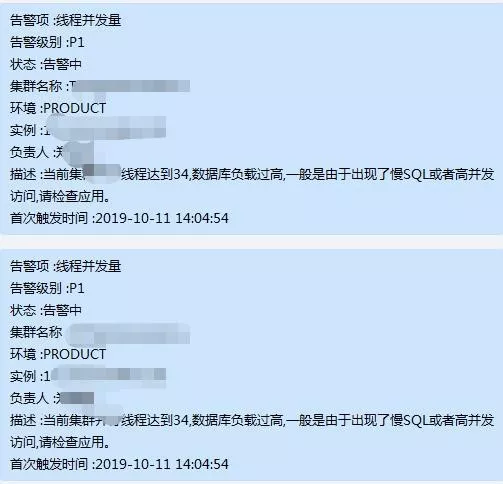 告警项 :线程并发量
告警级别 :P1
状态 :告警中
集群名称 :
环境 :PRODUCT
实例 :1
负责人 :郑
描述 :当前集 线程达到34,数据库负载过高,一般是由于出现了慢SQL或者高并发
访问,请检查应用。
首次触发时间 :2019-10-11 14:04:54
告警项 :线程并发量
告警级别 :P1
状态 :告警中
集群名称
环境 :PRODUCT
实例 :1
负责人 :郑
描述 :当前集群 线程达到34,数据库负载过高,一般是由于出现了慢SQL或者高并发
访问,请检查应用。
首次触发时间 :2019-10-11 14:04:54